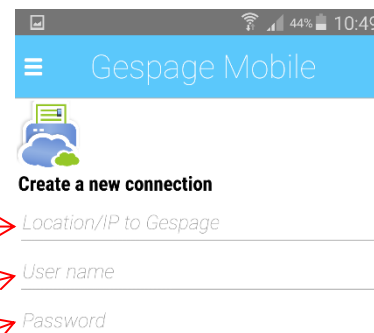 44% 10:49
Gespage Mobile
Create a new connection
Location/IP to Gespage
User name
Password